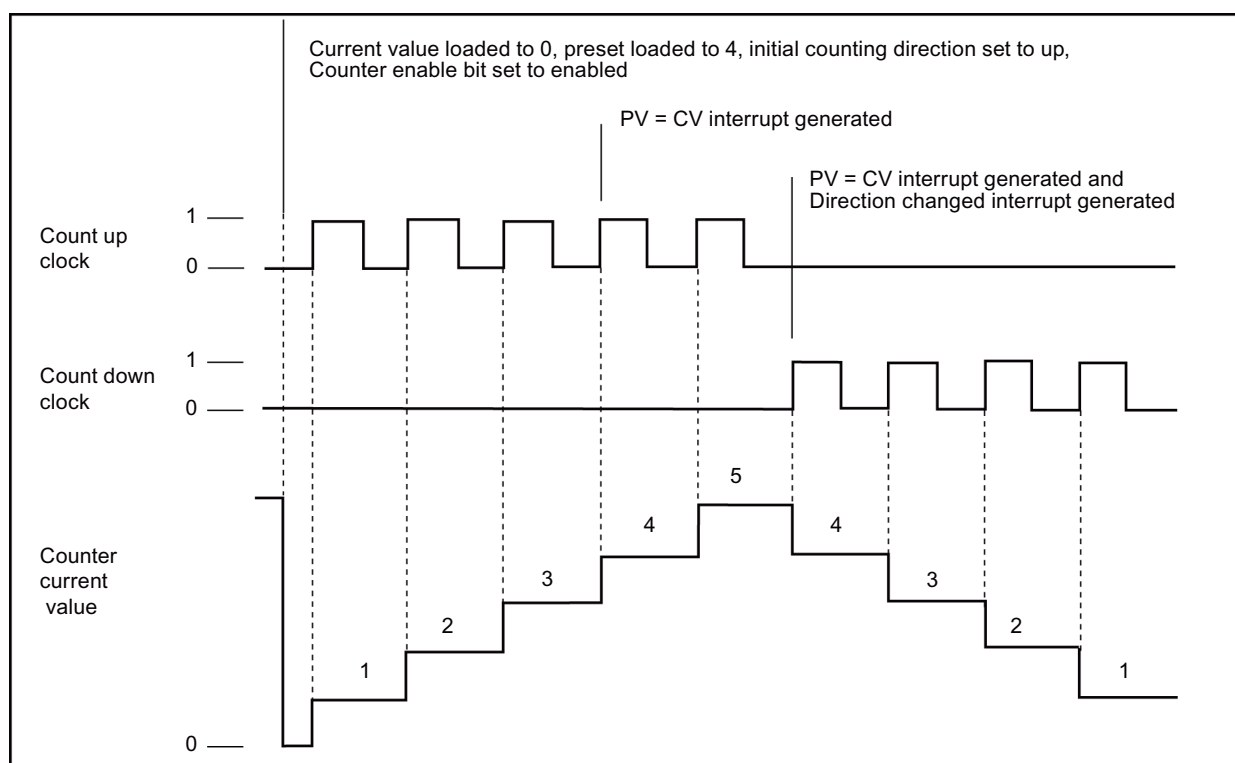 Current value loaded to 0, preset loaded to 4, initial counting direction set to up,
Counter enable bit set to enabled
PV = CV interrupt generated
PV = CV interrupt generated and
Direction changed interrupt generated
Count up
clock
1
0
Count down
clock
1
0
Counter
current
value
0
1
2
3
4
5
4
3
2
1